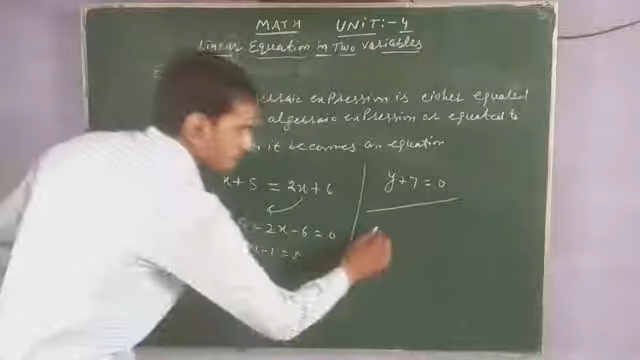 MATH UNIT:- 4
Linear Equation in Two Variables
expression is either equated
algebraic expression or equated to
it becomes an equation
x + 5 = 2x + 6
y + 7 = 0
- 2x - 6 = 0